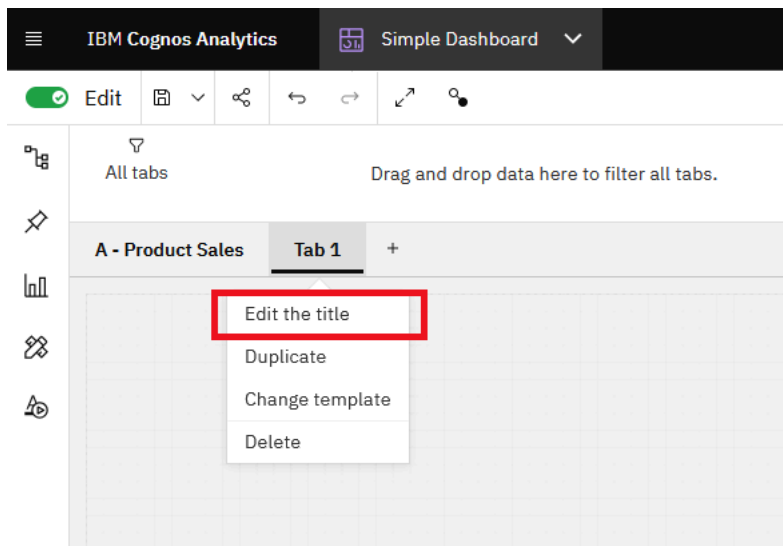 IBM Cognos Analytics
Simple Dashboard
Edit
All tabs
Drag and drop data here to filter all tabs.
A - Product Sales
Tab 1
+
Edit the title
Duplicate
Change template
Delete